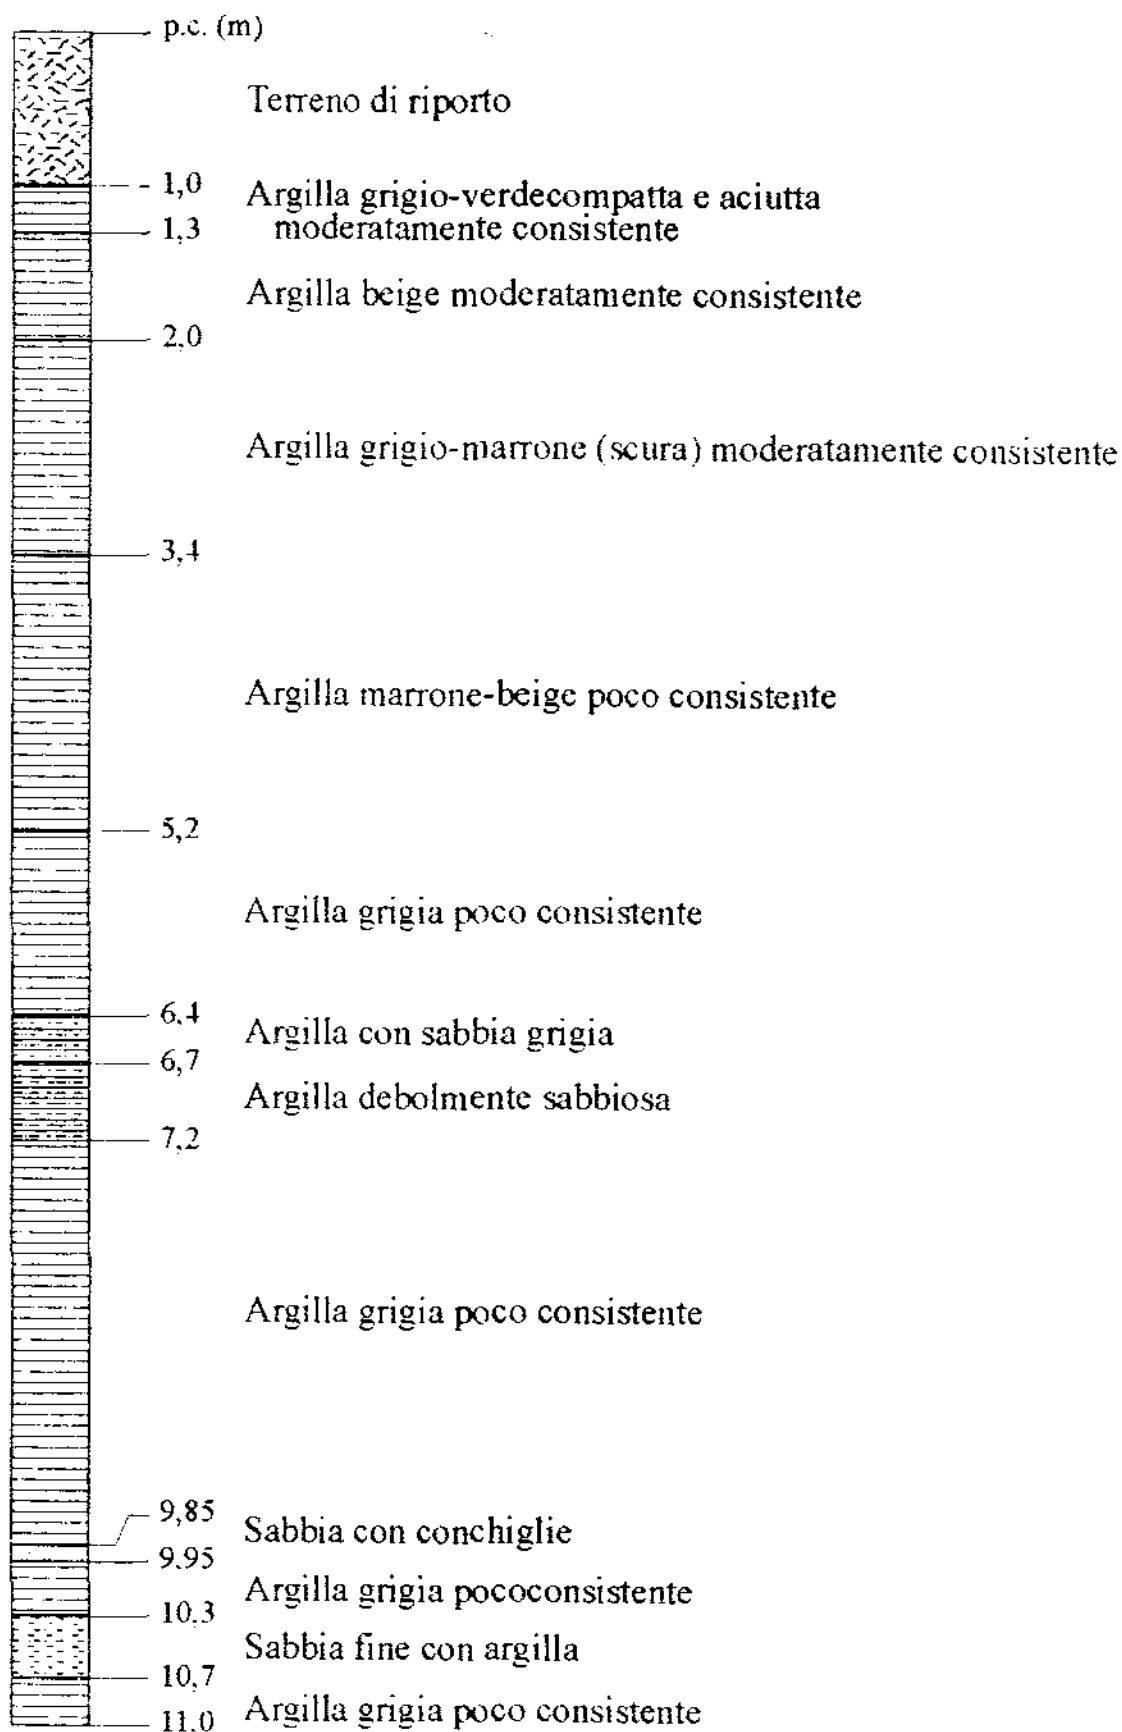 p.c. (m)
Terreno di riporto
1,0
Argilla grigio-verdecompatta e aciutta
1,3
moderatamente consistente
Argilla beige moderatamente consistente
2,0
Argilla grigio-marrone (scura) moderatamente consistente
3,4
Argilla marrone-beige poco consistente
5,2
Argilla grigia poco consistente
6,4
Argilla con sabbia grigia
6,7
Argilla debolmente sabbiosa
7,2
Argilla grigia poco consistente
9,85
Sabbia con conchiglie
9.95
Argilla grigia pococonsistente
10,3
Sabbia fine con argilla
10,7
Argilla grigia poco consistente
11.0